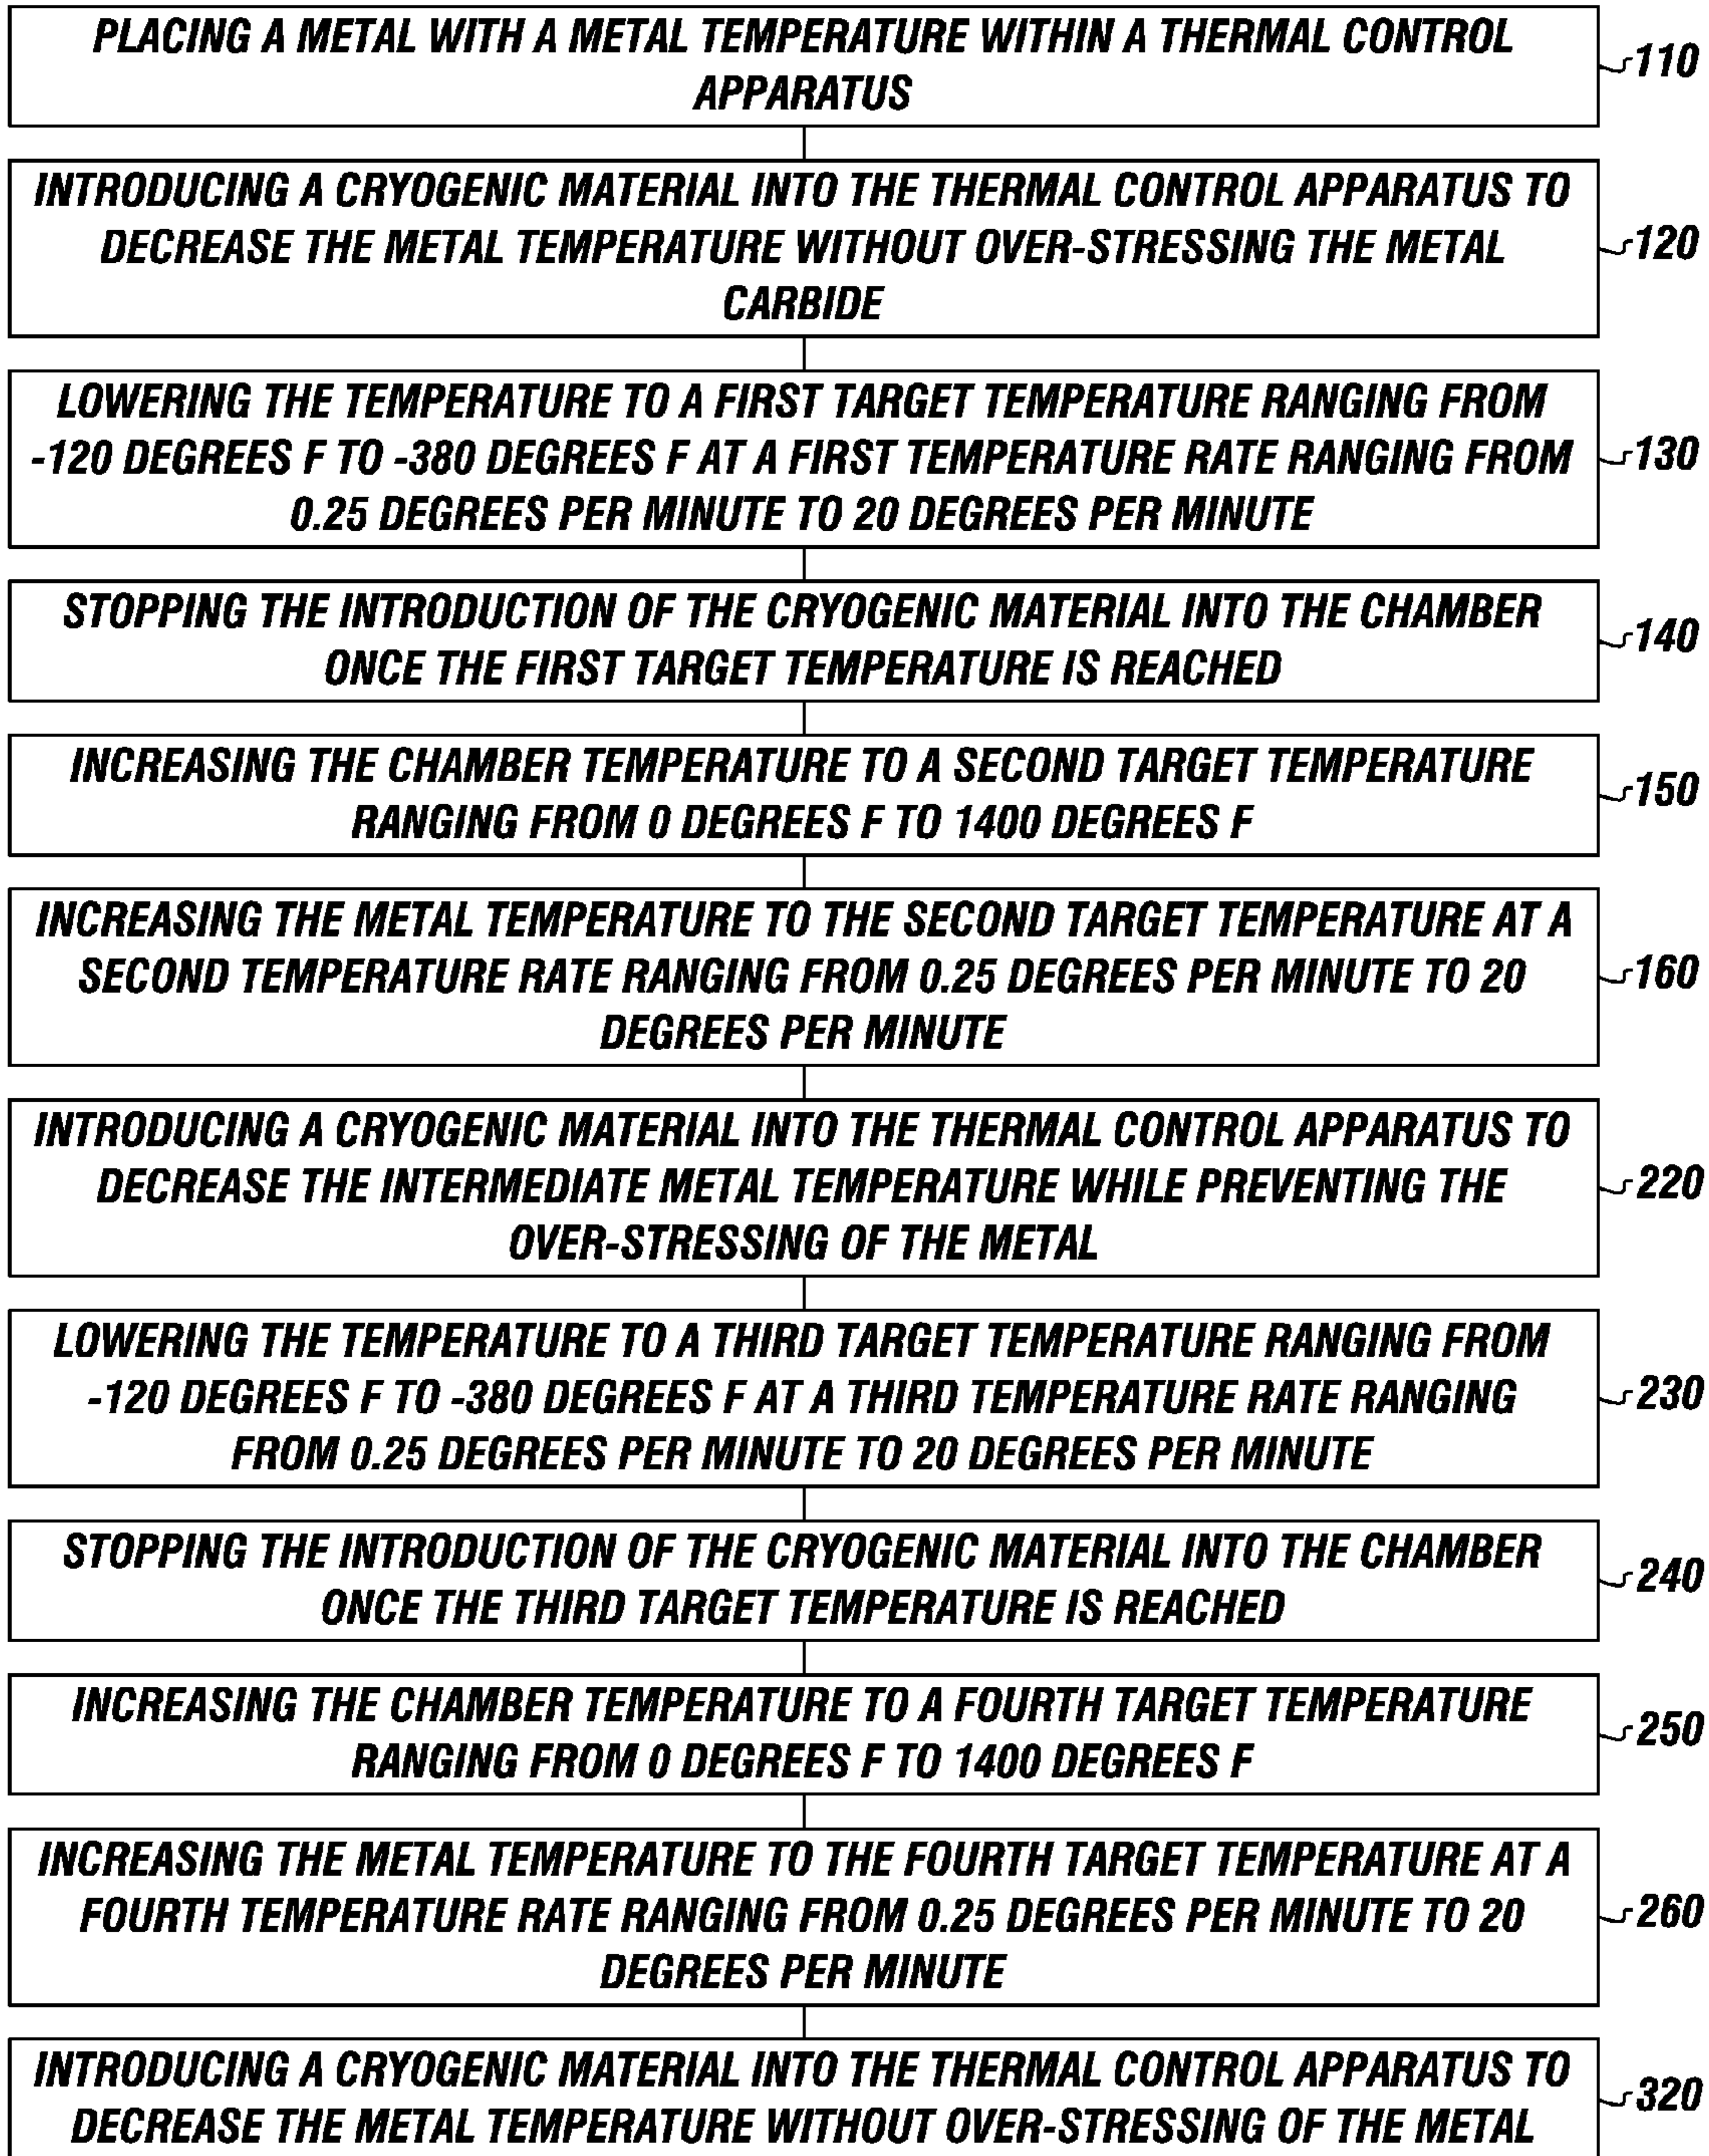 PLACING A METAL WITH A METAL TEMPERATURE WITHIN A THERMAL CONTROL
APPARATUS
110
INTRODUCING A CRYOGENIC MATERIAL INTO THE THERMAL CONTROL APPARATUS TO
DECREASE THE METAL TEMPERATURE WITHOUT OVER-STRESSING THE METAL
CARBIDE
120
LOWERING THE TEMPERATURE TO A FIRST TARGET TEMPERATURE RANGING FROM
-120 DEGREES F TO -380 DEGREES F AT A FIRST TEMPERATURE RATE RANGING FROM
0.25 DEGREES PER MINUTE TO 20 DEGREES PER MINUTE
130
STOPPING THE INTRODUCTION OF THE CRYOGENIC MATERIAL INTO THE CHAMBER
ONCE THE FIRST TARGET TEMPERATURE IS REACHED
140
INCREASING THE CHAMBER TEMPERATURE TO A SECOND TARGET TEMPERATURE
RANGING FROM 0 DEGREES F TO 1400 DEGREES F
150
INCREASING THE METAL TEMPERATURE TO THE SECOND TARGET TEMPERATURE AT A
SECOND TEMPERATURE RATE RANGING FROM 0.25 DEGREES PER MINUTE TO 20
DEGREES PER MINUTE
160
INTRODUCING A CRYOGENIC MATERIAL INTO THE THERMAL CONTROL APPARATUS TO
DECREASE THE INTERMEDIATE METAL TEMPERATURE WHILE PREVENTING THE
OVER-STRESSING OF THE METAL
220
LOWERING THE TEMPERATURE TO A THIRD TARGET TEMPERATURE RANGING FROM
-120 DEGREES F TO -380 DEGREES F AT A THIRD TEMPERATURE RATE RANGING
FROM 0.25 DEGREES PER MINUTE TO 20 DEGREES PER MINUTE
230
STOPPING THE INTRODUCTION OF THE CRYOGENIC MATERIAL INTO THE CHAMBER
ONCE THE THIRD TARGET TEMPERATURE IS REACHED
240
INCREASING THE CHAMBER TEMPERATURE TO A FOURTH TARGET TEMPERATURE
RANGING FROM 0 DEGREES F TO 1400 DEGREES F
250
INCREASING THE METAL TEMPERATURE TO THE FOURTH TARGET TEMPERATURE AT A
FOURTH TEMPERATURE RATE RANGING FROM 0.25 DEGREES PER MINUTE TO 20
DEGREES PER MINUTE
260
INTRODUCING A CRYOGENIC MATERIAL INTO THE THERMAL CONTROL APPARATUS TO
DECREASE THE METAL TEMPERATURE WITHOUT OVER-STRESSING OF THE METAL
320